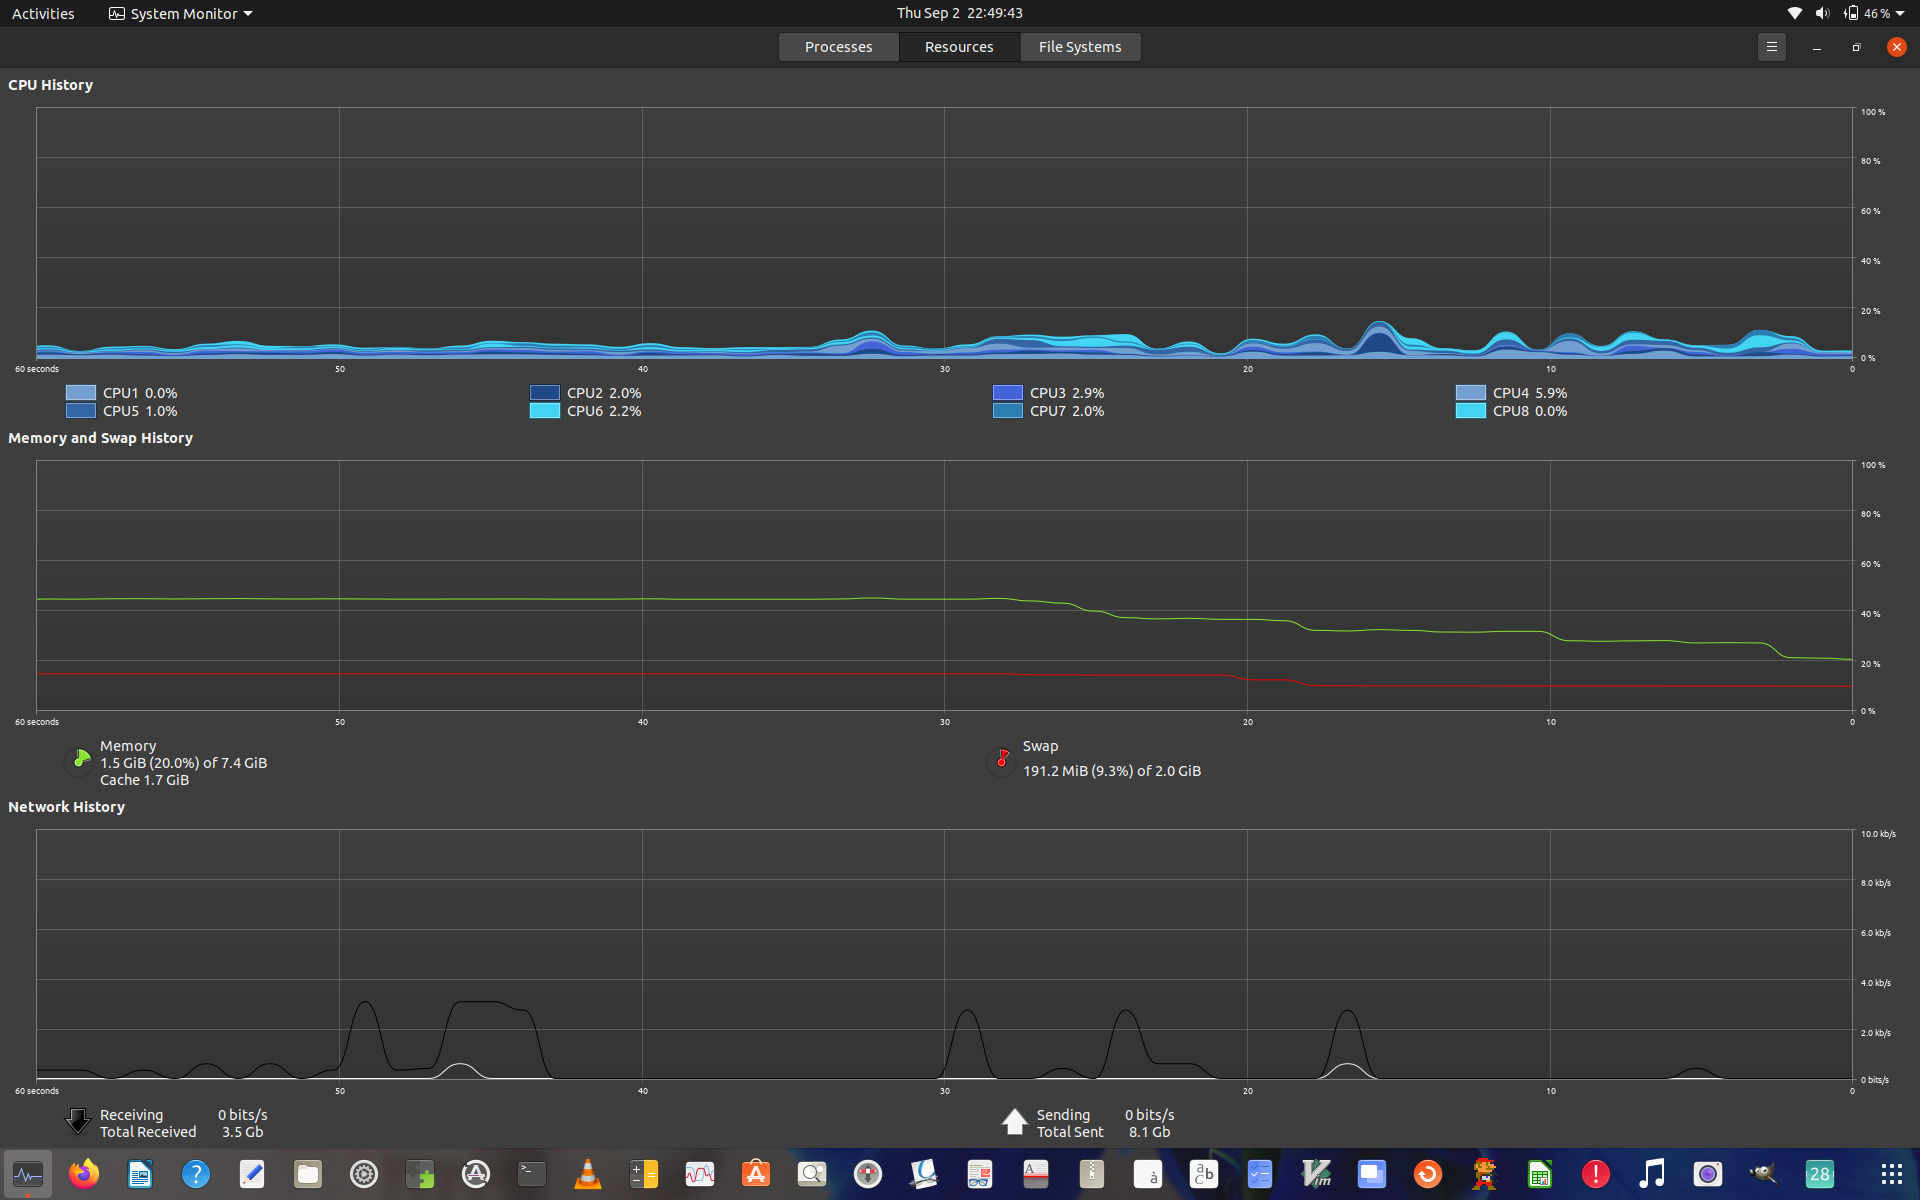 Activities
System Monitor
Thu Sep 2 22:49:43
46 %
Processes
Resources
File Systems
CPU History
100 %
80 %
60 %
40 %
20 %
0 %
60 seconds 50 40 30 20 10 0
CPU1 0.0% CPU2 2.0% CPU3 2.9% CPU4 5.9%
CPU5 1.0% CPU6 2.2% CPU7 2.0% CPU8 0.0%
Memory and Swap History
100 %
80 %
60 %
40 %
20 %
0 %
60 seconds 50 40 30 20 10 0
Memory
1.5 GiB (20.0%) of 7.4 GiB
Cache 1.7 GiB
Swap
191.2 MiB (9.3%) of 2.0 GiB
Network History
10.0 kb/s
8.0 kb/s
6.0 kb/s
4.0 kb/s
2.0 kb/s
0 bits/s
60 seconds 50 40 30 20 10 0
Receiving 0 bits/s
Total Received 3.5 Gb
Sending 0 bits/s
Total Sent 8.1 Gb
?
>_
A
à
a b c
Vim
!
28